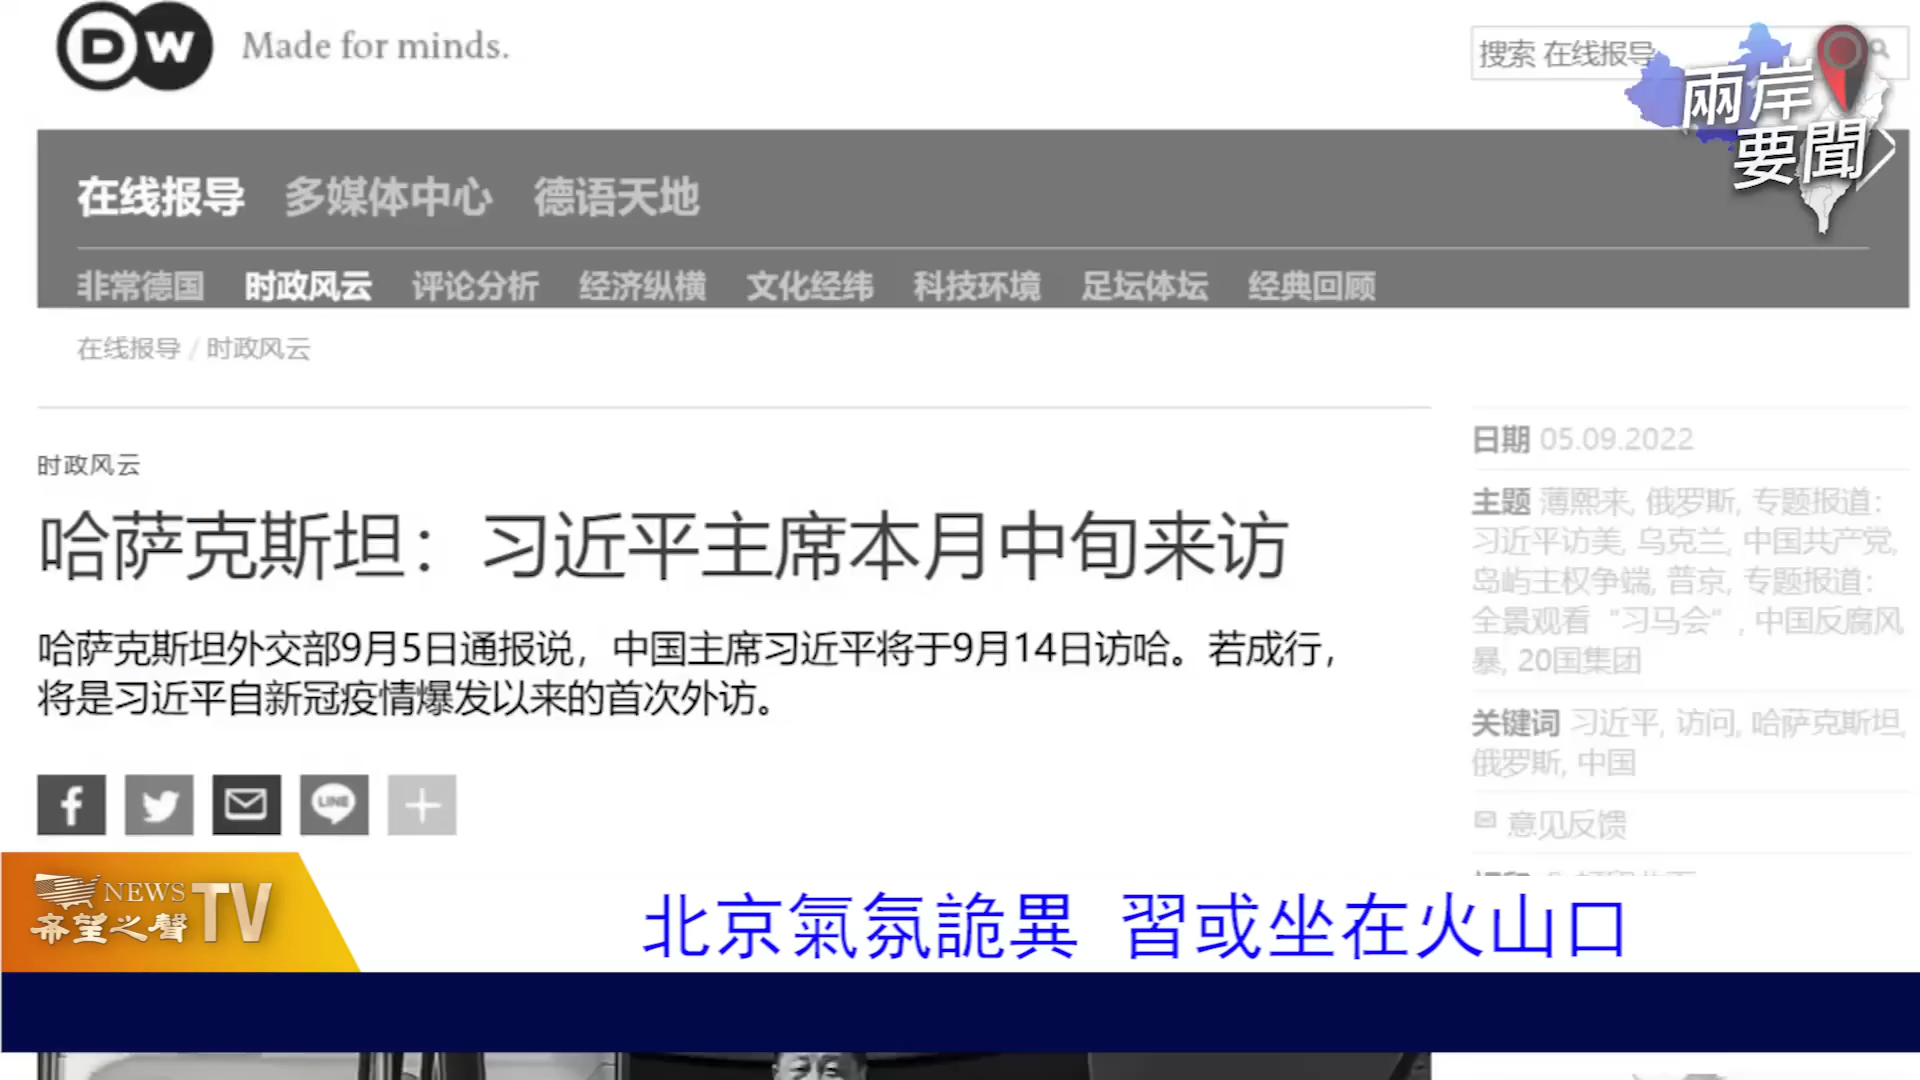 DW Made for minds.
搜索 在线报导
兩岸
要聞
在线报导 多媒体中心 德语天地
非常德国 时政风云 评论分析 经济纵横 文化经纬 科技环境 足坛体坛 经典回顾
在线报导 / 时政风云
时政风云
哈萨克斯坦：习近平主席本月中旬来访
哈萨克斯坦外交部9月5日通报说，中国主席习近平将于9月14日访哈。若成行，
将是习近平自新冠疫情爆发以来的首次外访。
LINE
日期 05.09.2022
主题 薄熙来, 俄罗斯, 专题报道：
习近平访美, 乌克兰, 中国共产党,
岛屿主权争端, 普京, 专题报道：
全景观看“习马会”, 中国反腐风
暴, 20国集团
关键词 习近平, 访问, 哈萨克斯坦,
俄罗斯, 中国
意见反馈
NEWS
希望之聲TV
北京氣氛詭異 習或坐在火山口